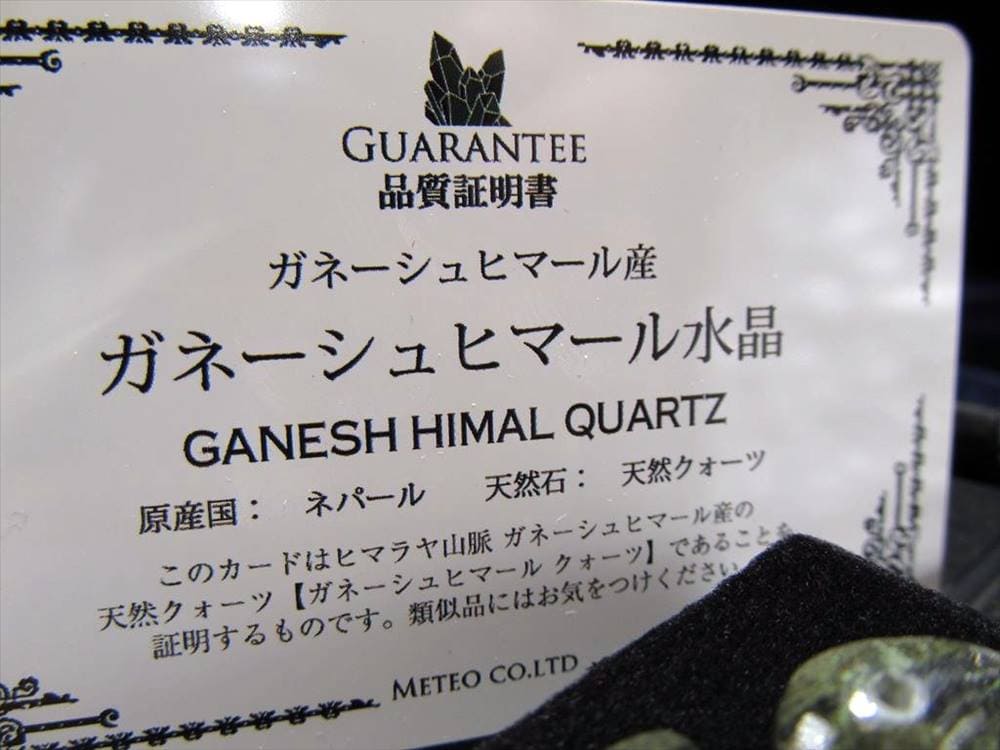 GUARANTEE
品質証明書
ガネーシュヒマール産
ガネーシュヒマール水晶
GANESH HIMAL QUARTZ
原産国： ネパール 天然石： 天然クォーツ
このカードはヒマラヤ山脈 ガネーシュヒマール産の
天然クォーツ【ガネーシュヒマール クォーツ】であることを
証明するものです。類似品にはお気をつけください
METEO CO.LTD